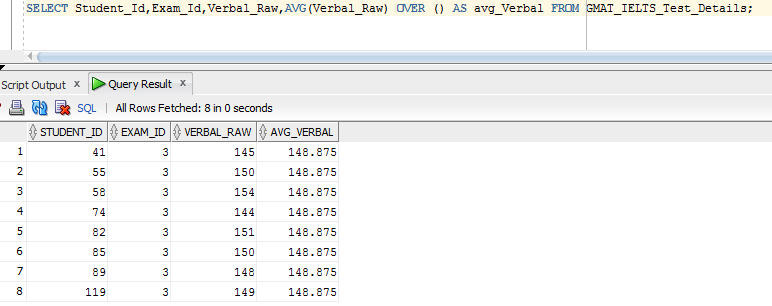 SELECT Student_Id,Exam_Id,Verbal_Raw,AVG(Verbal_Raw) OVER () AS avg_Verbal FROM GMAT_IELTS_Test_Details;
Script Output x Query Result x
SQL | All Rows Fetched: 8 in 0 seconds
STUDENT_ID EXAM_ID VERBAL_RAW AVG_VERBAL
1 41 3 145 148.875
2 55 3 150 148.875
3 58 3 154 148.875
4 74 3 144 148.875
5 82 3 151 148.875
6 85 3 150 148.875
7 89 3 148 148.875
8 119 3 149 148.875